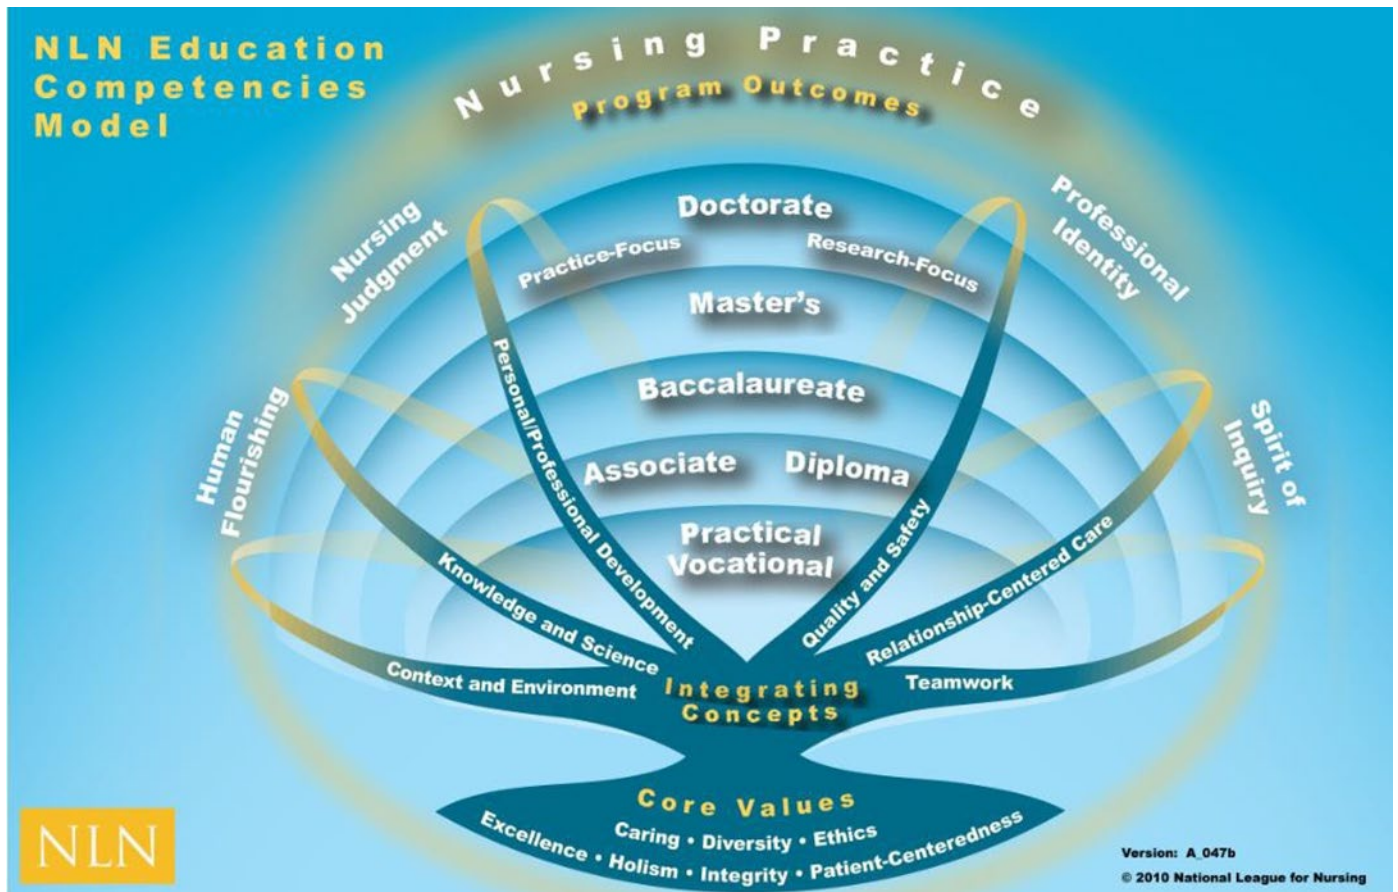 NLN Education
Competencies
Model
Nursing Practice
Program Outcomes
Nursing
Judgment
Professional
Identity
Human
Flourishing
Spirit of
Inquiry
Doctorate
Practice-Focus
Research-Focus
Master's
Baccalaureate
Associate
Diploma
Practical
Vocational
Personal/Professional Development
Quality and Safety
Knowledge and Science
Relationship-Centered Care
Context and Environment
Teamwork
Integrating
Concepts
Core Values
Caring • Diversity • Ethics
Excellence • Holism • Integrity • Patient-Centeredness
NLN
Version: A_047b
© 2010 National League for Nursing